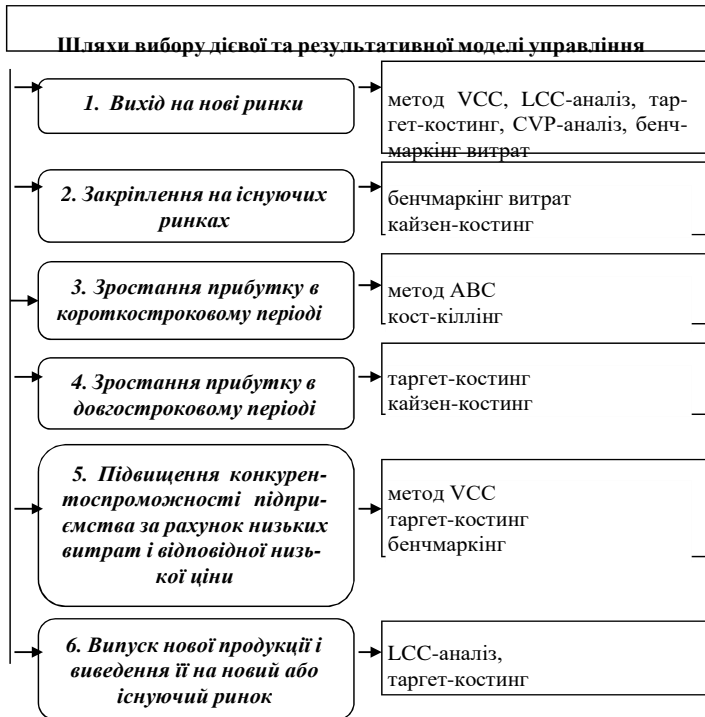 Шляхи вибору дієвої та результативної моделі управління
1. Вихід на нові ринки
метод VCC, LCC-аналіз, тар-
гет-костинг, CVP-аналіз, бенч-
маркінг витрат
2. Закріплення на існуючих
ринках
бенчмаркінг витрат
кайзен-костинг
3. Зростання прибутку в
короткостроковому періоді
метод АВС
кост-кіллінг
4. Зростання прибутку в
довгостроковому періоді
таргет-костинг
кайзен-костинг
5. Підвищення конкурен-
тоспроможності підпри-
ємства за рахунок низьких
витрат і відповідної низь-
кої ціни
метод VCC
таргет-костинг
бенчмаркінг
6. Випуск нової продукції і
виведення її на новий або
існуючий ринок
LCC-аналіз,
таргет-костинг